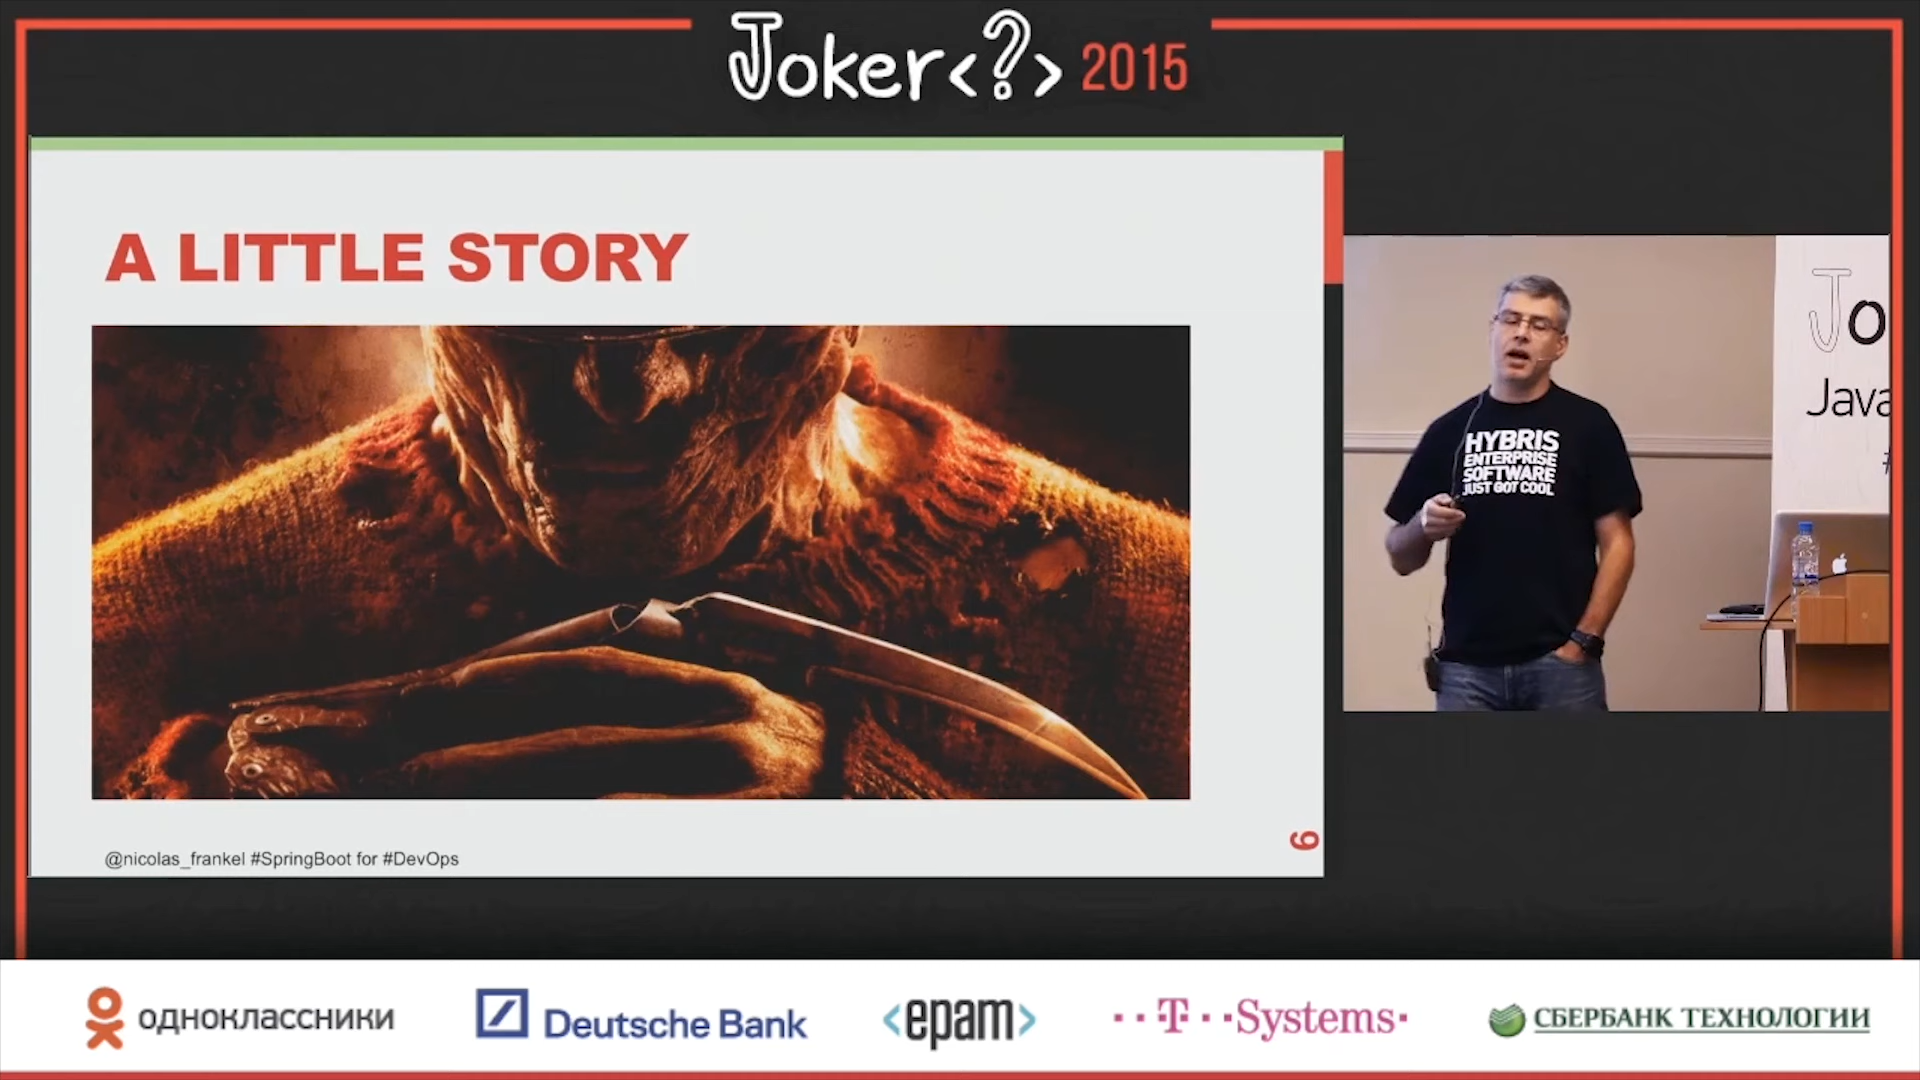 Joker<?> 2015
A LITTLE STORY
@nicolas_frankel #SpringBoot for #DevOps
6
HYBRIS
ENTERPRISE
SOFTWARE
JUST GOT COOL
Jo
Java
#
одноклассники
Deutsche Bank
<epam>
··T··Systems·
СБЕРБАНК ТЕХНОЛОГИИ